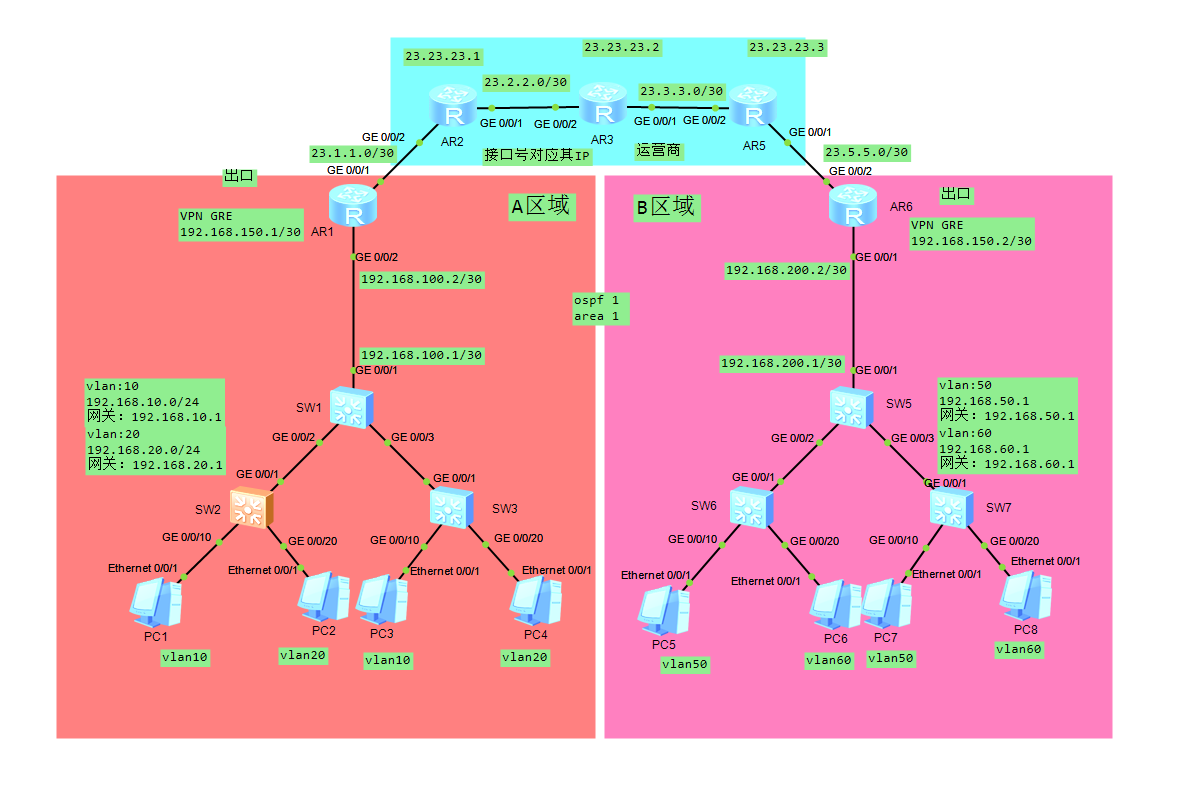 23.23.23.1
23.23.23.2
23.23.23.3
23.2.2.0/30
23.3.3.0/30
R
R
R
GE 0/0/1
GE 0/0/2
GE 0/0/1
GE 0/0/2
AR2
AR3
AR5
GE 0/0/2
GE 0/0/1
接口号对应其IP
运营商
23.1.1.0/30
23.5.5.0/30
GE 0/0/1
GE 0/0/2
出口
出口
A区域
B区域
R
R
AR1
AR6
VPN GRE
192.168.150.1/30
VPN GRE
192.168.150.2/30
GE 0/0/2
GE 0/0/1
192.168.100.2/30
192.168.200.2/30
ospf 1
area 1
192.168.100.1/30
192.168.200.1/30
GE 0/0/1
GE 0/0/1
vlan:10
192.168.10.0/24
网关：192.168.10.1
vlan:20
192.168.20.0/24
网关：192.168.20.1
vlan:50
192.168.50.1
网关：192.168.50.1
vlan:60
192.168.60.1
网关：192.168.60.1
SW1
SW5
GE 0/0/2
GE 0/0/3
GE 0/0/2
GE 0/0/3
GE 0/0/1
GE 0/0/1
GE 0/0/1
GE 0/0/1
SW2
SW3
SW6
SW7
GE 0/0/10
GE 0/0/20
GE 0/0/10
GE 0/0/20
GE 0/0/10
GE 0/0/20
GE 0/0/10
GE 0/0/20
Ethernet 0/0/1
Ethernet 0/0/1
Ethernet 0/0/1
Ethernet 0/0/1
Ethernet 0/0/1
Ethernet 0/0/1
Ethernet 0/0/1
Ethernet 0/0/1
PC1
PC2
PC3
PC4
PC5
PC6
PC7
PC8
vlan10
vlan20
vlan10
vlan20
vlan50
vlan60
vlan50
vlan60